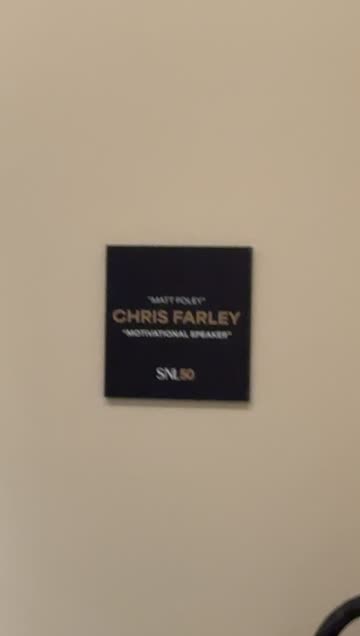 "MATT FOLEY"
CHRIS FARLEY
"MOTIVATIONAL SPEAKER"
SNL50